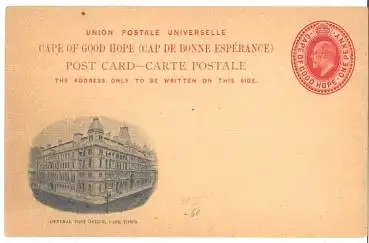 UNION POSTALE UNIVERSELLE
CAPE OF GOOD HOPE (CAP DE BONNE ESPÉRANCE)
POST CARD—CARTE POSTALE
THE ADDRESS ONLY TO BE WRITTEN ON THIS SIDE.
CAPE OF GOOD HOPE. ONE PENNY
GENERAL POST OFFICE, CAPE TOWN.